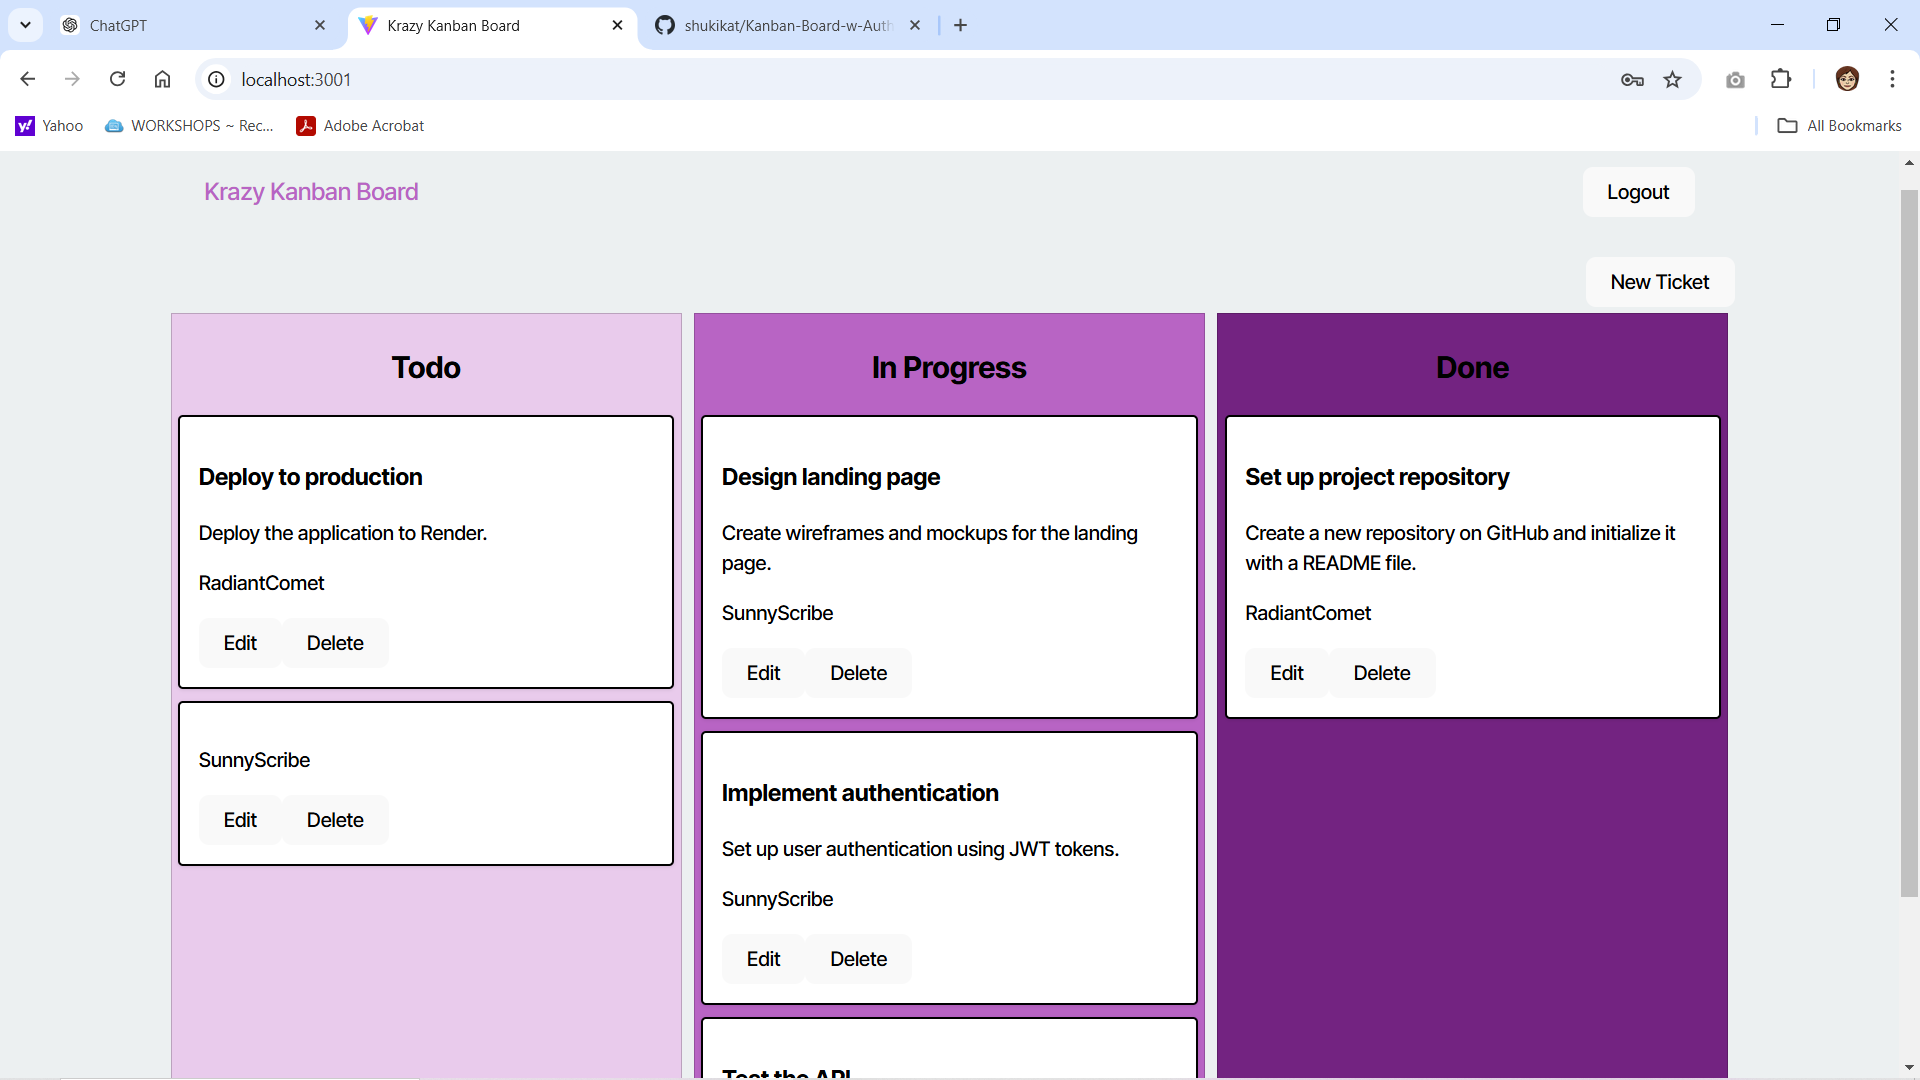 ChatGPT
Krazy Kanban Board
shukikat/Kanban-Board-w-Auth
localhost:3001
Yahoo
WORKSHOPS ~ Rec...
Adobe Acrobat
All Bookmarks
Krazy Kanban Board
Logout
New Ticket
Todo
Deploy to production
Deploy the application to Render.
RadiantComet
Edit Delete
SunnyScribe
Edit Delete
In Progress
Design landing page
Create wireframes and mockups for the landing
page.
SunnyScribe
Edit Delete
Implement authentication
Set up user authentication using JWT tokens.
SunnyScribe
Edit Delete
Test the API
Done
Set up project repository
Create a new repository on GitHub and initialize it
with a README file.
RadiantComet
Edit Delete